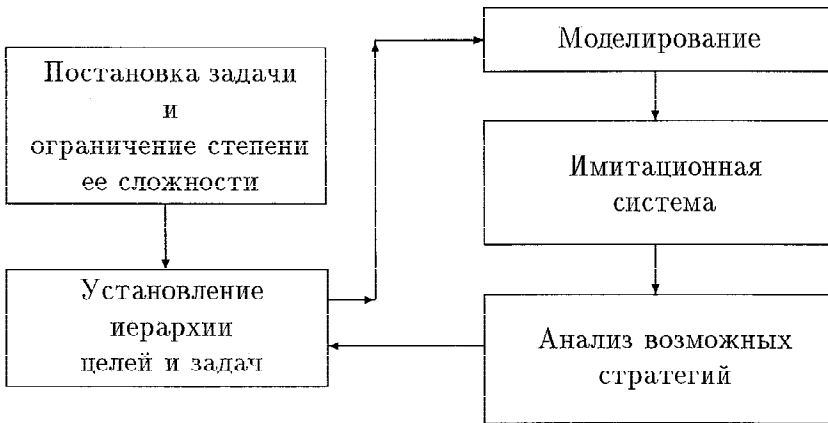 Постановка задачи
и
ограничение степени
ее сложности
Установление
иерархии
целей и задач
Моделирование
Имитационная
система
Анализ возможных
стратегий